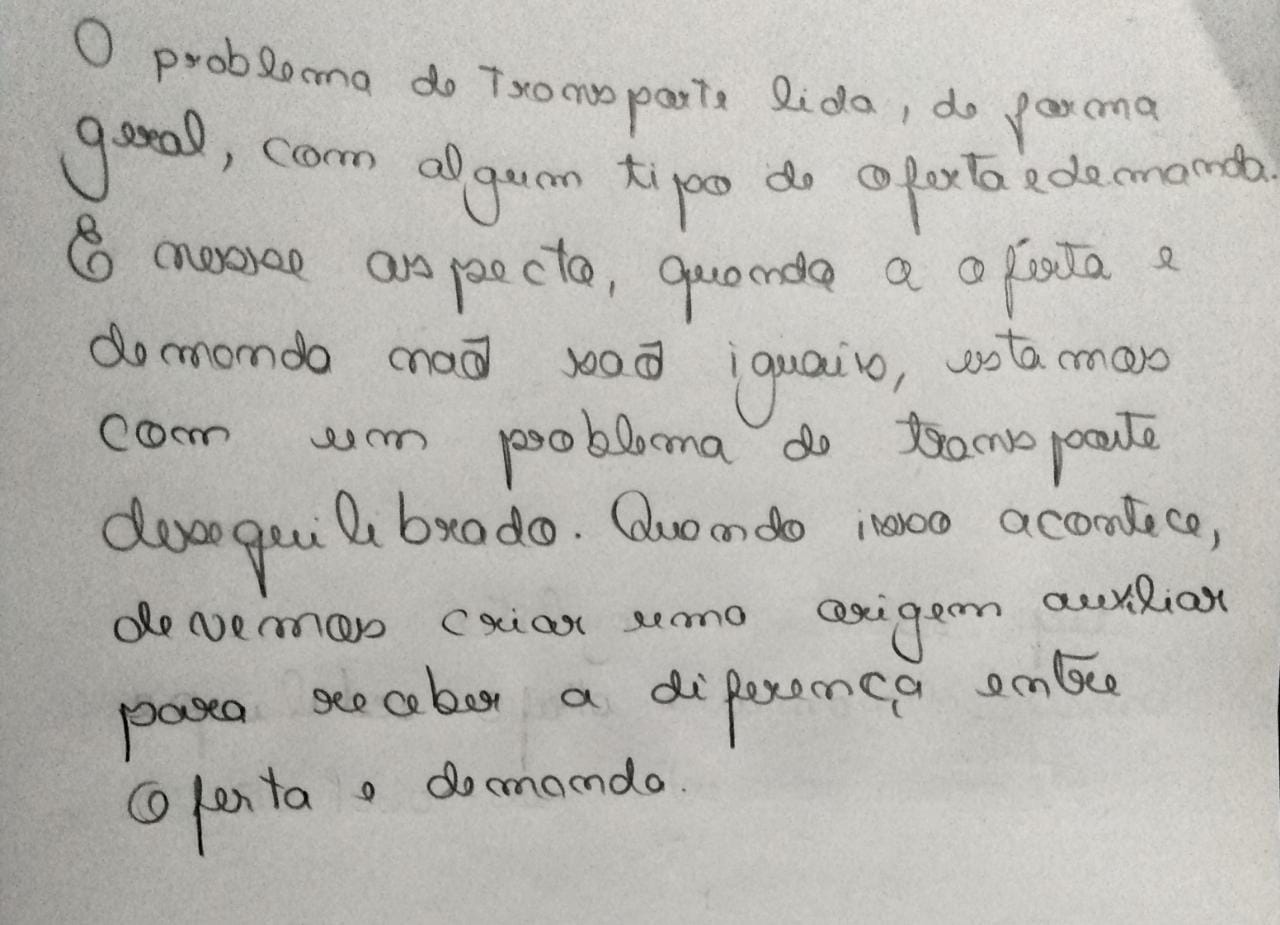 O problema de Transporte lida, de forma
geral, com algum tipo de oferta e demanda.
E nesse aspecto, quando a oferta e
demanda não são iguais, estamos
com um problema de transporte
desequilibrado. Quando isso acontece,
devemos criar uma origem auxiliar
para receber a diferença entre
oferta e demanda.